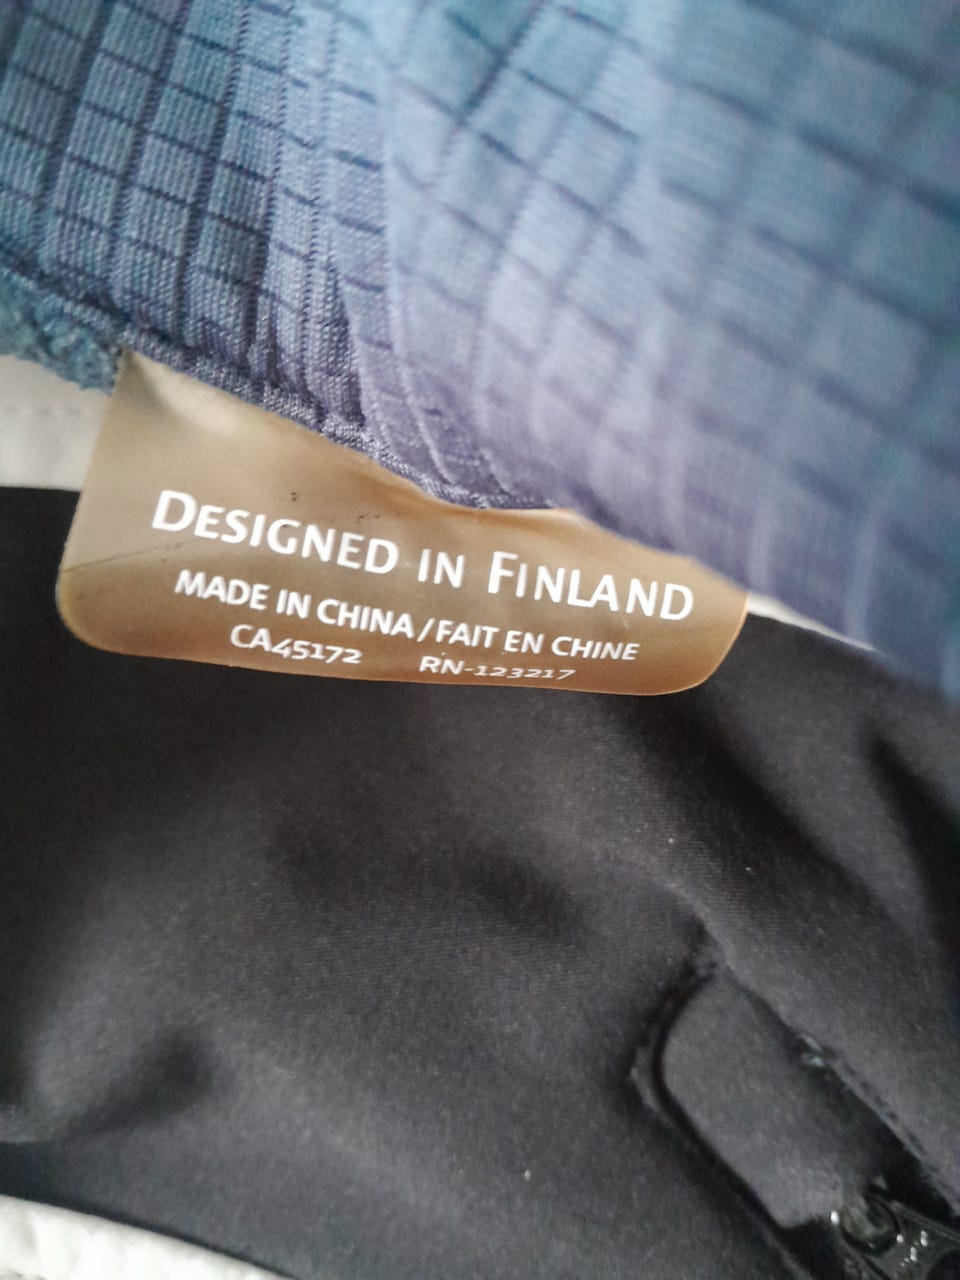 DESIGNED IN FINLAND
MADE IN CHINA/FAIT EN CHINE
CA45172 RN-123217